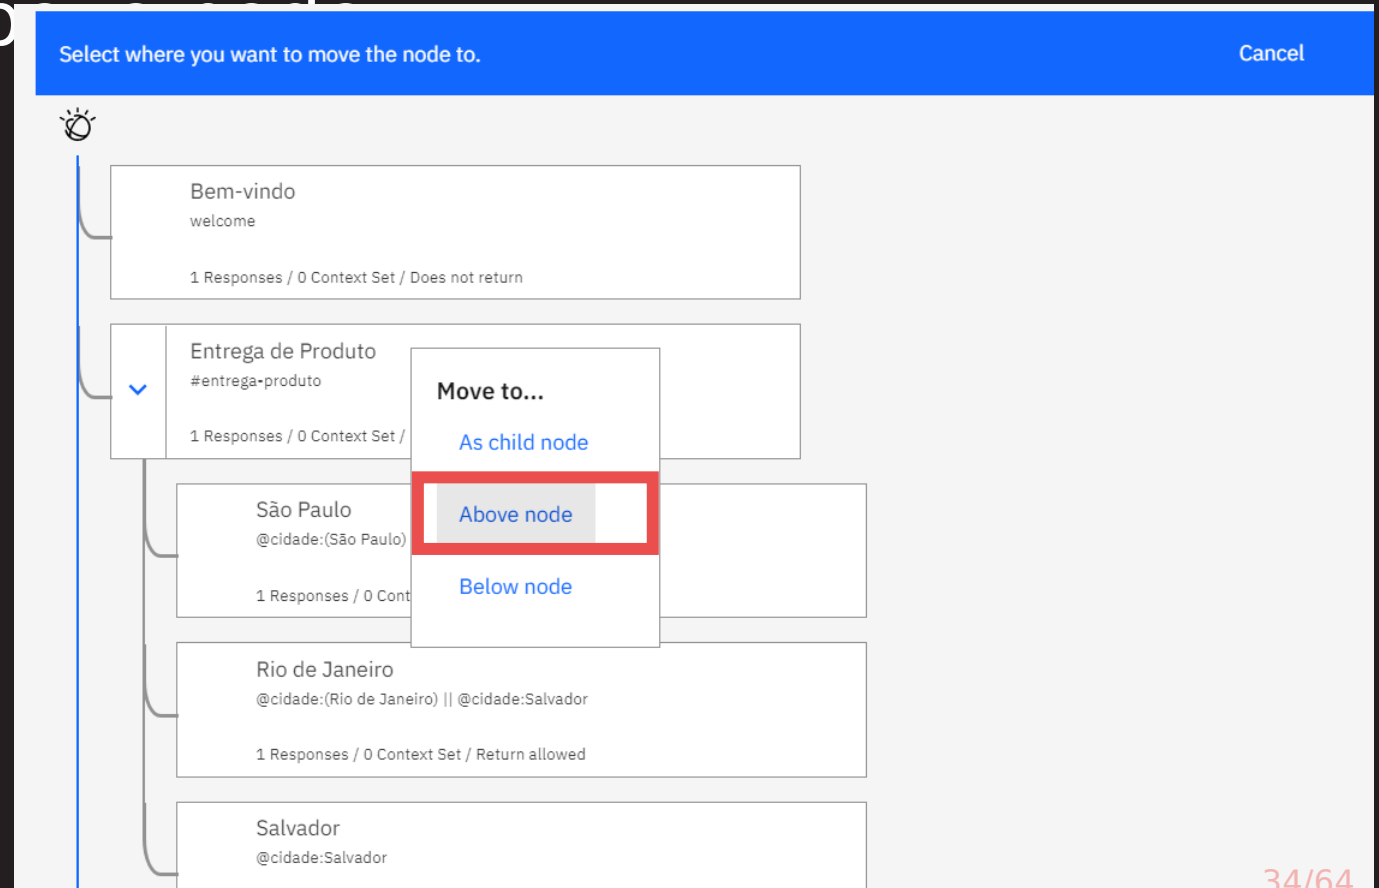 Select where you want to move the node to.
Cancel
Bem-vindo
welcome
1 Responses / 0 Context Set / Does not return
Entrega de Produto
#entrega-produto
1 Responses / 0 Context Set /
Move to...
As child node
Above node
Below node
São Paulo
@cidade:(São Paulo)
1 Responses / 0 Cont
Rio de Janeiro
@cidade:(Rio de Janeiro) || @cidade:Salvador
1 Responses / 0 Context Set / Return allowed
Salvador
@cidade:Salvador
34/64